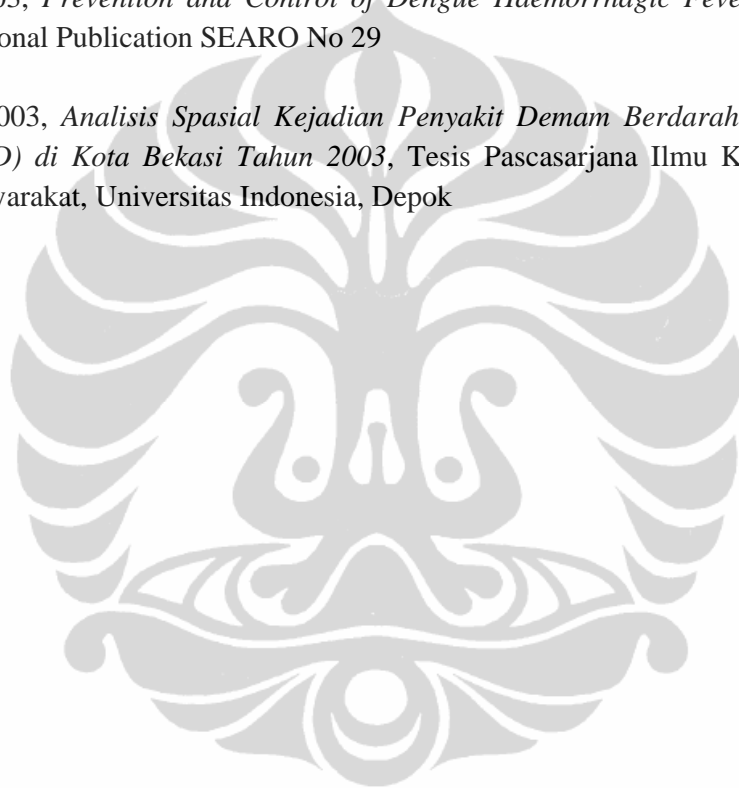 Prevention and Control of Dengue Haemorrhagic Feve
onal Publication SEARO No 29
003, Analisis Spasial Kejadian Penyakit Demam Berdarah
D) di Kota Bekasi Tahun 2003, Tesis Pascasarjana Ilmu K
yarakat, Universitas Indonesia, Depok